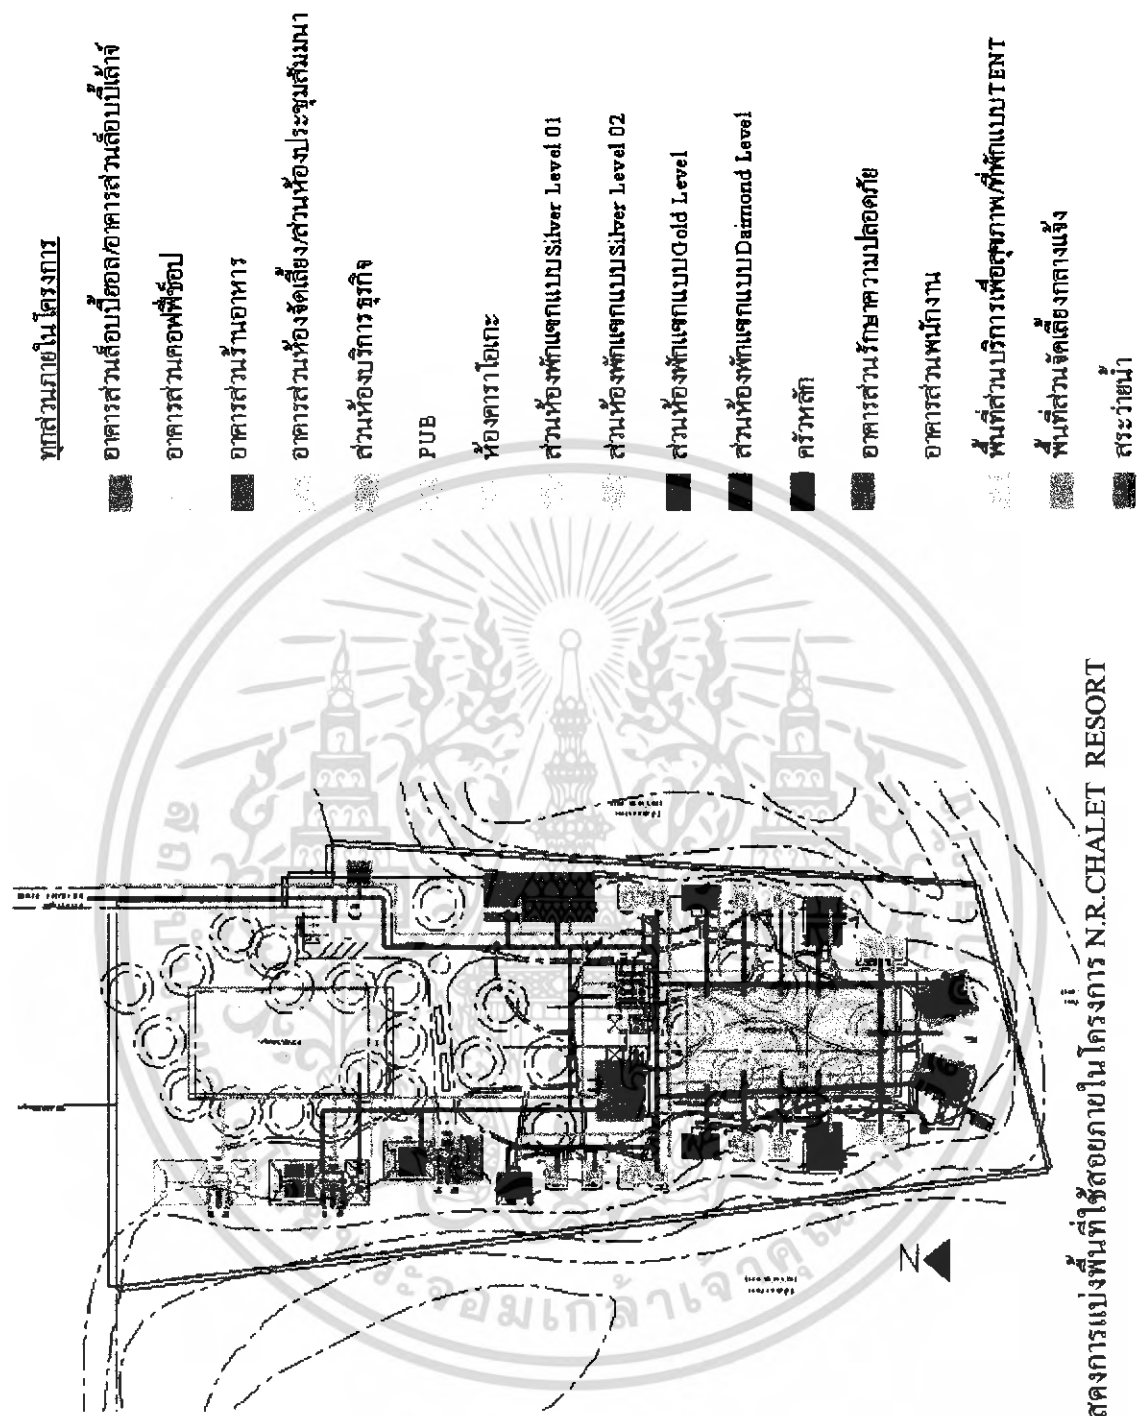 ทุกส่วนภายในโครงการ
อาคารส่วนล็อบบี้ฮอล/อาคารส่วนล็อบบี้เล้าจ์
อาคารส่วนคอฟฟี่ช็อป
อาคารส่วนร้านอาหาร
อาคารส่วนห้องจัดเลี้ยง/ส่วนห้องประชุมสัมมนา
ส่วนห้องบริการธุรกิจ
PUB
ห้องคาราโอเกะ
ส่วนห้องพักแขกแบบSilver Level 01
ส่วนห้องพักแขกแบบSilver Level 02
ส่วนห้องพักแขกแบบGold Level
ส่วนห้องพักแขกแบบDaimond Level
ครัวหลัก
อาคารส่วนรักษาความปลอดภัย
อาคารส่วนพนักงาน
พื้นที่ส่วนบริการเพื่อสุขภาพ/ที่พักแบบTENT
พื้นที่ส่วนจัดเลี้ยงกลางแจ้ง
สระว่ายน้ำ
N
สดงการแบ่งพื้นที่ใช้สอยภายในโครงการ N.R.CHALET RESORT